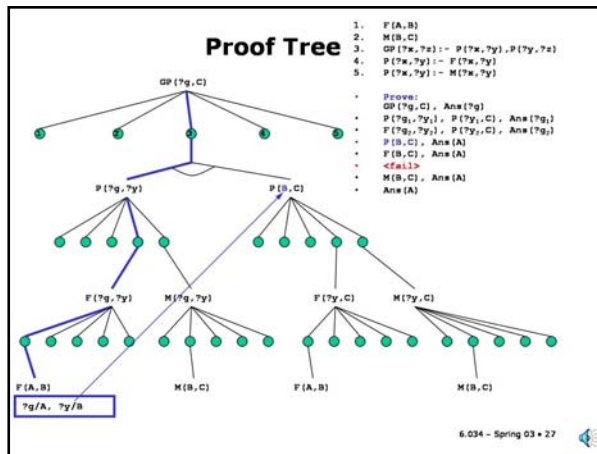 Proof Tree
1. F(A,B)
2. M(B,C)
3. GP(?x,?z):- P(?x,?y),P(?y,?z)
4. P(?x,?y):- F(?x,?y)
5. P(?x,?y):- M(?x,?y)
• Prove:
GP(?g,C), Ans(?g)
• P(?g₁,?y₁), P(?y₁,C), Ans(?g₁)
• F(?g₂,?y₂), P(?y₂,C), Ans(?g₂)
• P(B,C), Ans(A)
• F(B,C), Ans(A)
• <fail>
• M(B,C), Ans(A)
• Ans(A)
GP(?g,C)
1 2 3 4 5
P(?g,?y) P(B,C)
F(?g,?y) M(?g,?y) F(?y,C) M(?y,C)
F(A,B) M(B,C) F(A,B) M(B,C)
?g/A, ?y/B
6.034 – Spring 03 • 27